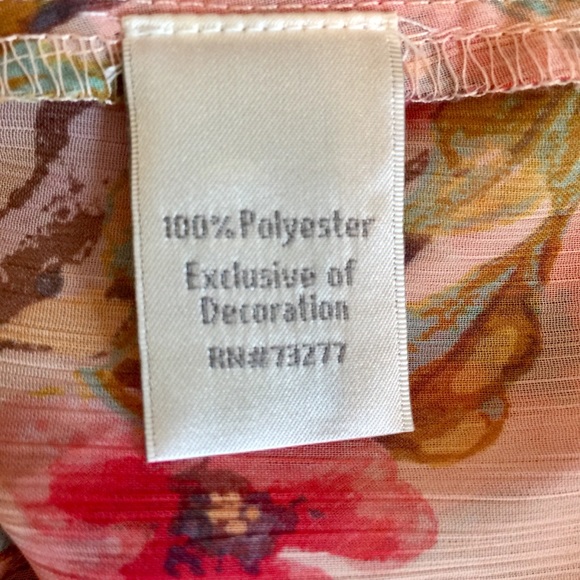 100% Polyester
Exclusive of
Decoration
RN#73277